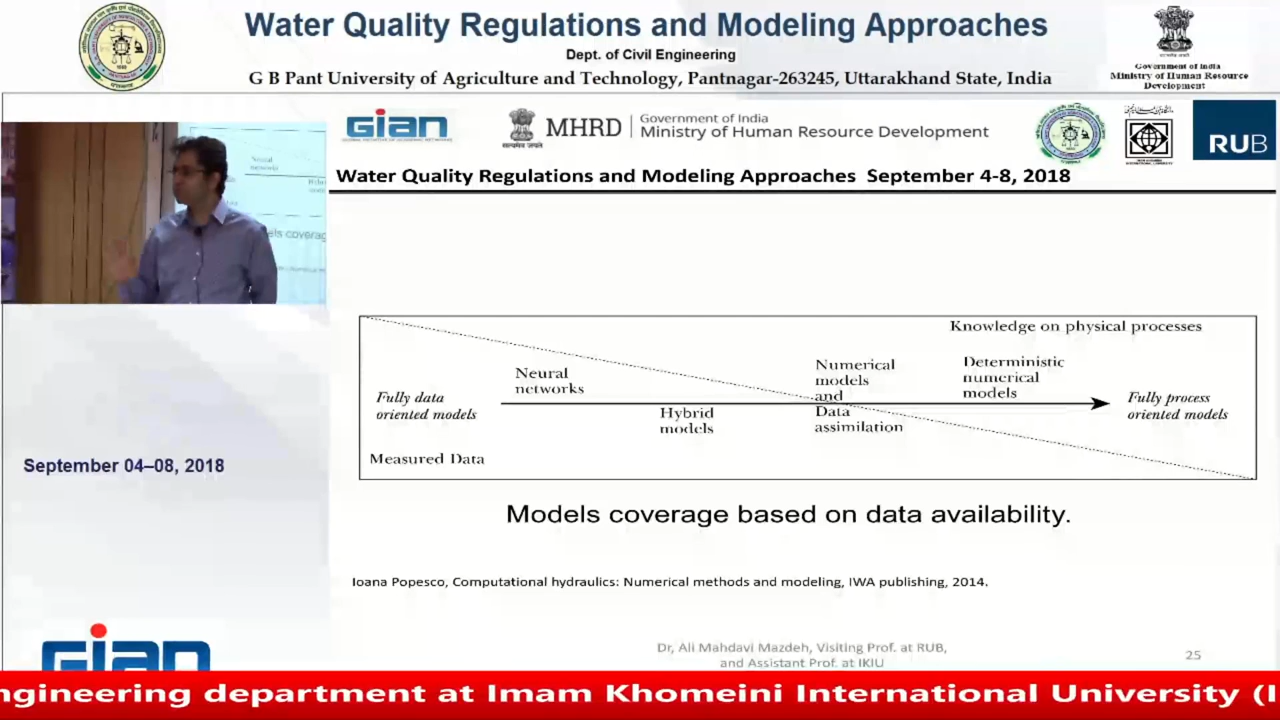 Water Quality Regulations and Modeling Approaches
Dept. of Civil Engineering
G B Pant University of Agriculture and Technology, Pantnagar-263245, Uttarakhand State, India
Government of India
Ministry of Human Resource
Development
GIAN
MHRD
Government of India
Ministry of Human Resource Development
RUB
Water Quality Regulations and Modeling Approaches September 4-8, 2018
Knowledge on physical processes
Neural
networks
Numerical
models
and
Data
assimilation
Deterministic
numerical
models
Fully data
oriented models
Hybrid
models
Fully process
oriented models
Measured Data
September 04–08, 2018
Models coverage based on data availability.
Ioana Popesco, Computational hydraulics: Numerical methods and modeling, IWA publishing, 2014.
GIAN
Dr, Ali Mahdavi Mazdeh, Visiting Prof. at RUB,
and Assistant Prof. at IKIU
25
ngineering department at Imam Khomeini International University (I